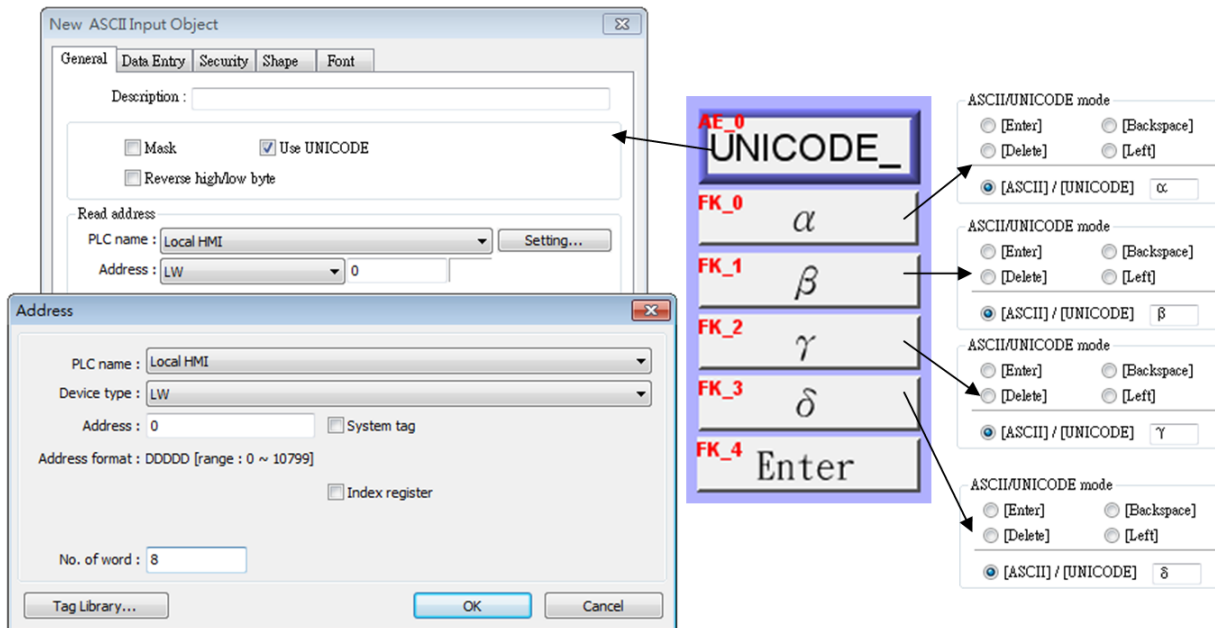 New ASCII Input Object
General Data Entry Security Shape Font
Description :
Mask Use UNICODE
Reverse high/low byte
Read address
PLC name : Local HMI Setting...
Address : LW 0
Address
PLC name : Local HMI
Device type : LW
Address : 0 System tag
Address format : DDDDD [range : 0 ~ 10799]
Index register
No. of word : 8
Tag Library... OK Cancel
AE_0
UNICODE_
FK_0
α
FK_1
β
FK_2
γ
FK_3
δ
FK_4
Enter
ASCII/UNICODE mode
[Enter] [Backspace]
[Delete] [Left]
[ASCII] / [UNICODE] α
ASCII/UNICODE mode
[Enter] [Backspace]
[Delete] [Left]
[ASCII] / [UNICODE] β
ASCII/UNICODE mode
[Enter] [Backspace]
[Delete] [Left]
[ASCII] / [UNICODE] γ
ASCII/UNICODE mode
[Enter] [Backspace]
[Delete] [Left]
[ASCII] / [UNICODE] δ